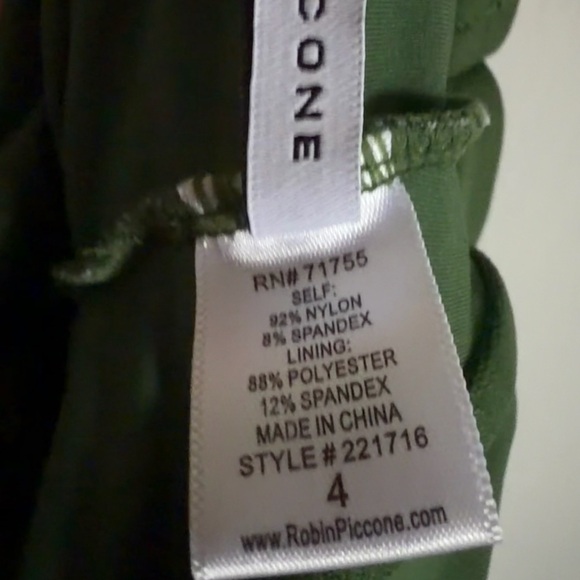 CONE
RN# 71755
SELF:
92% NYLON
8% SPANDEX
LINING:
88% POLYESTER
12% SPANDEX
MADE IN CHINA
STYLE # 221716
4
www.RobinPiccone.com